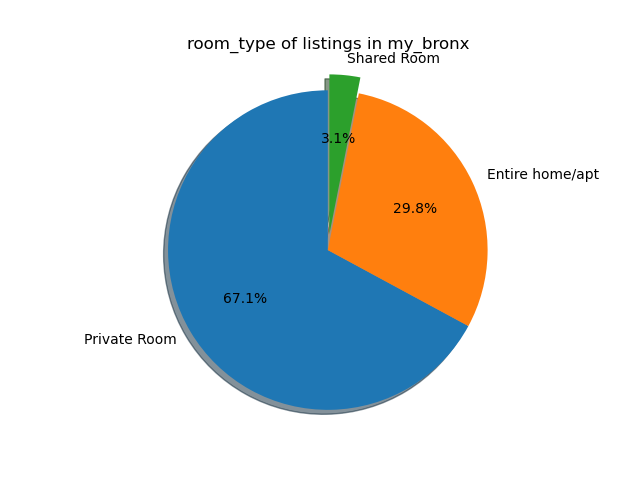 room_type of listings in my_bronx
Shared Room
3.1%
Entire home/apt
29.8%
67.1%
Private Room